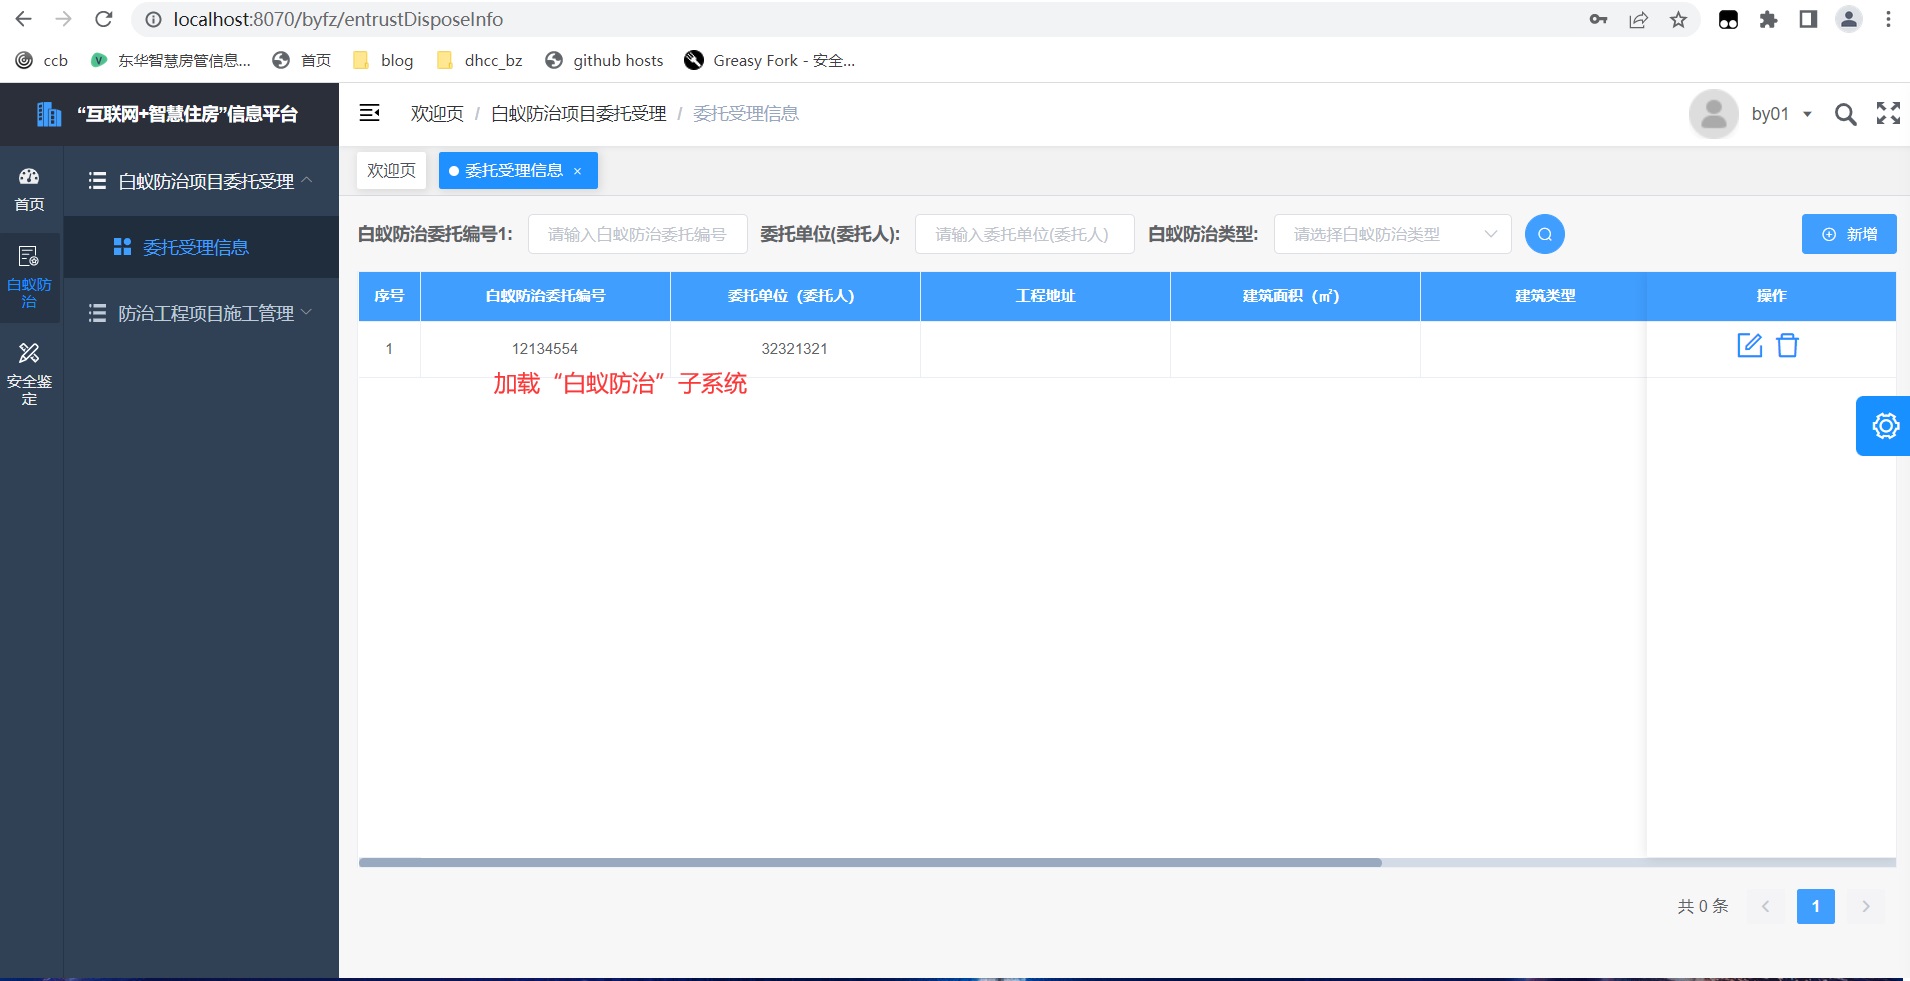 localhost:8070/byfz/entrustDisposeInfo
ccb 东华智慧房管信息... 首页 blog dhcc_bz github hosts Greasy Fork - 安全...
“互联网+智慧住房”信息平台
欢迎页 / 白蚁防治项目委托受理 / 委托受理信息
by01
首页
白蚁防治
安全鉴定
白蚁防治项目委托受理
委托受理信息
防治工程项目施工管理
欢迎页 委托受理信息 ×
白蚁防治委托编号1: 请输入白蚁防治委托编号 委托单位(委托人): 请输入委托单位(委托人) 白蚁防治类型: 请选择白蚁防治类型 新增
序号 白蚁防治委托编号 委托单位（委托人） 工程地址 建筑面积（㎡） 建筑类型 操作
1 12134554 32321321
加载“白蚁防治”子系统
共 0 条 1